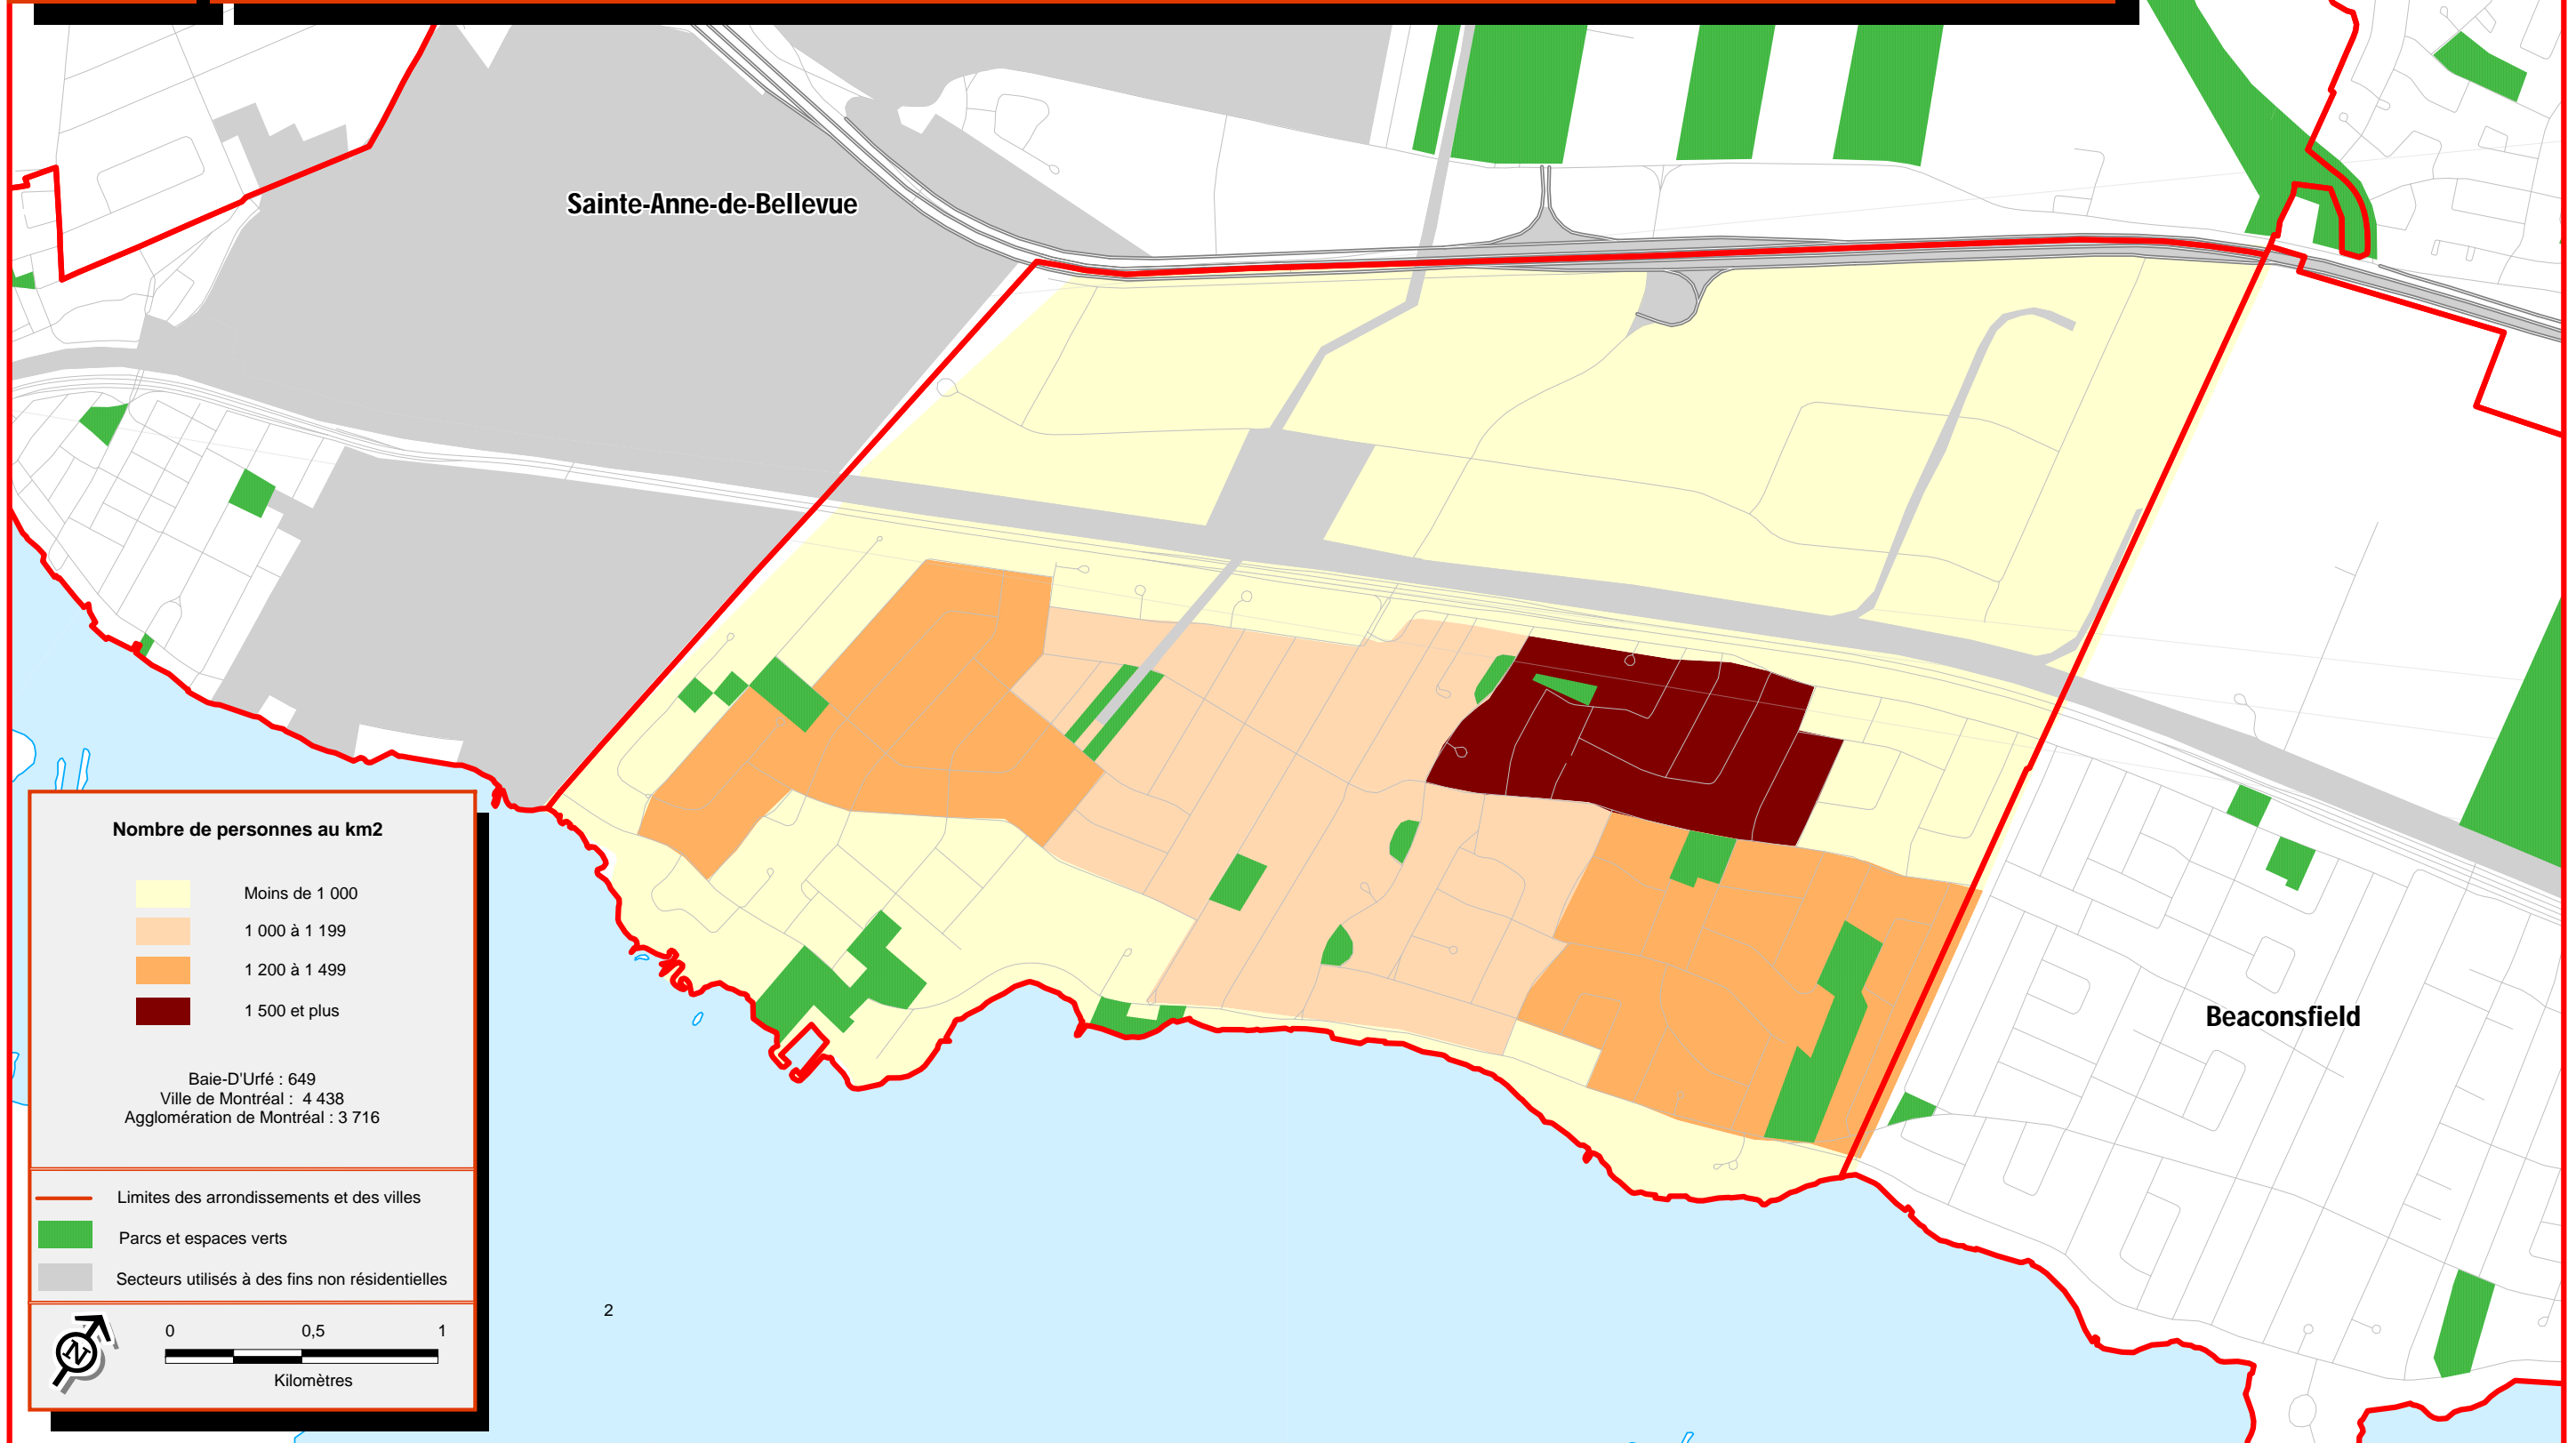 Sainte-Anne-de-Bellevue
Beaconsfield
Nombre de personnes au km2
Moins de 1 000
1 000 à 1 199
1 200 à 1 499
1 500 et plus
Baie-D'Urfé : 649
Ville de Montréal : 4 438
Agglomération de Montréal : 3 716
Limites des arrondissements et des villes
Parcs et espaces verts
Secteurs utilisés à des fins non résidentielles
N
0 0,5 1
Kilomètres
2